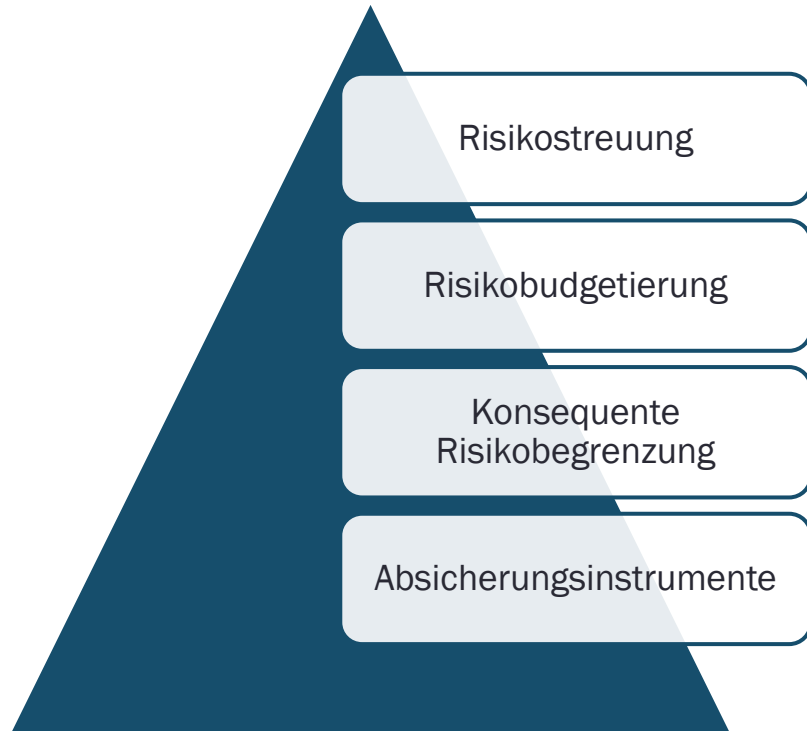 Risikostreuung
Risikobudgetierung
Konsequente
Risikobegrenzung
Absicherungsinstrumente